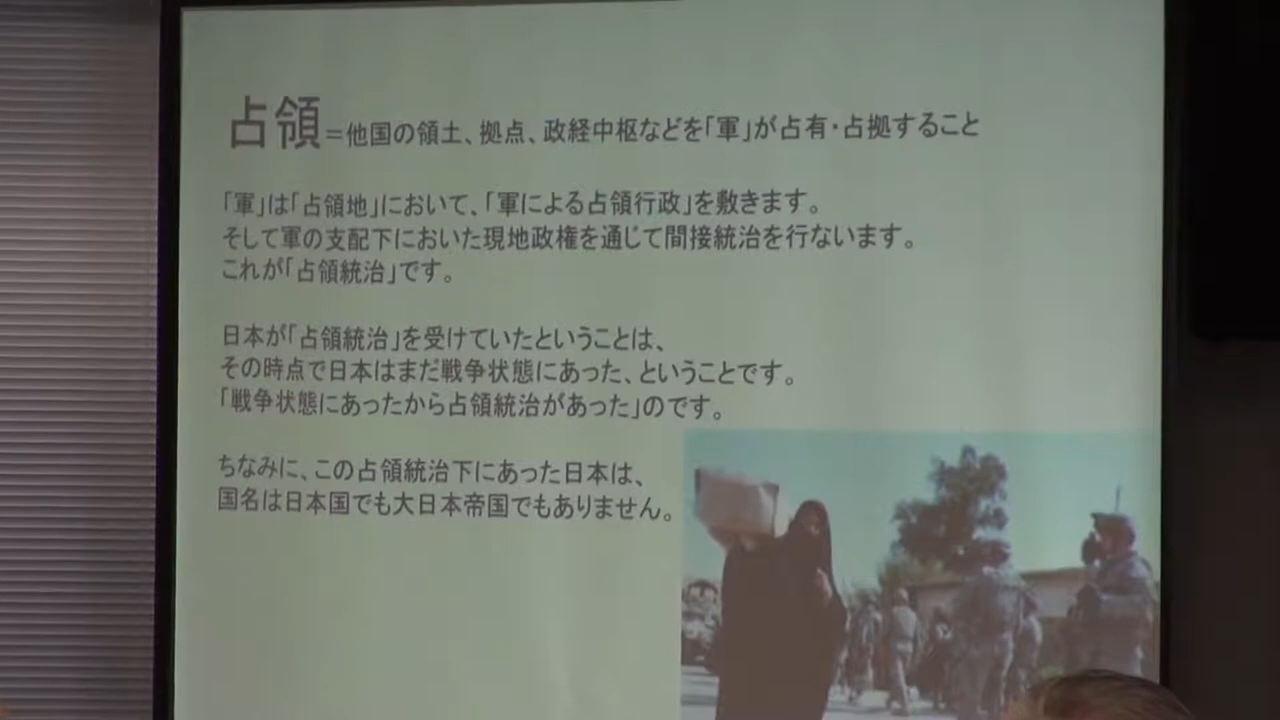 占領=他国の領土、拠点、政経中枢などを「軍」が占有・占拠すること
「軍」は「占領地」において、「軍による占領行政」を敷きます。
そして軍の支配下においた現地政権を通じて間接統治を行ないます。
これが「占領統治」です。
日本が「占領統治」を受けていたということは、
その時点で日本はまだ戦争状態にあった、ということです。
「戦争状態にあったから占領統治があった」のです。
ちなみに、この占領統治下にあった日本は、
国名は日本国でも大日本帝国でもありません。